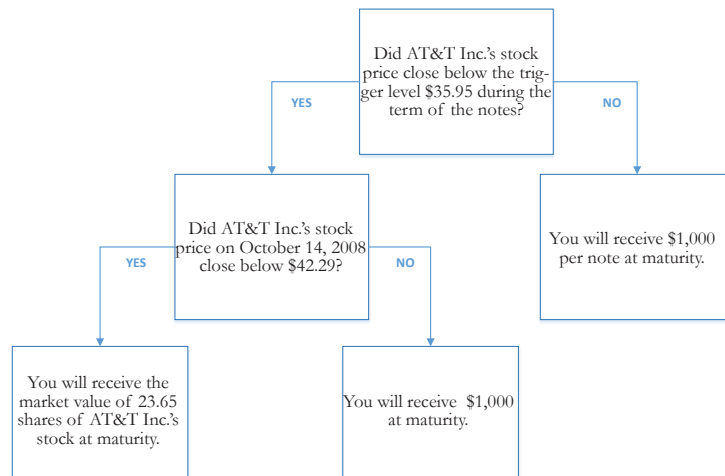 Did AT&T Inc.'s stock
price close below the trig-
ger level $35.95 during the
term of the notes?
YES
NO
Did AT&T Inc.'s stock
price on October 14, 2008
close below $42.29?
You will receive $1,000
per note at maturity.
YES
NO
You will receive the
market value of 23.65
shares of AT&T Inc.'s
stock at maturity.
You will receive $1,000
at maturity.